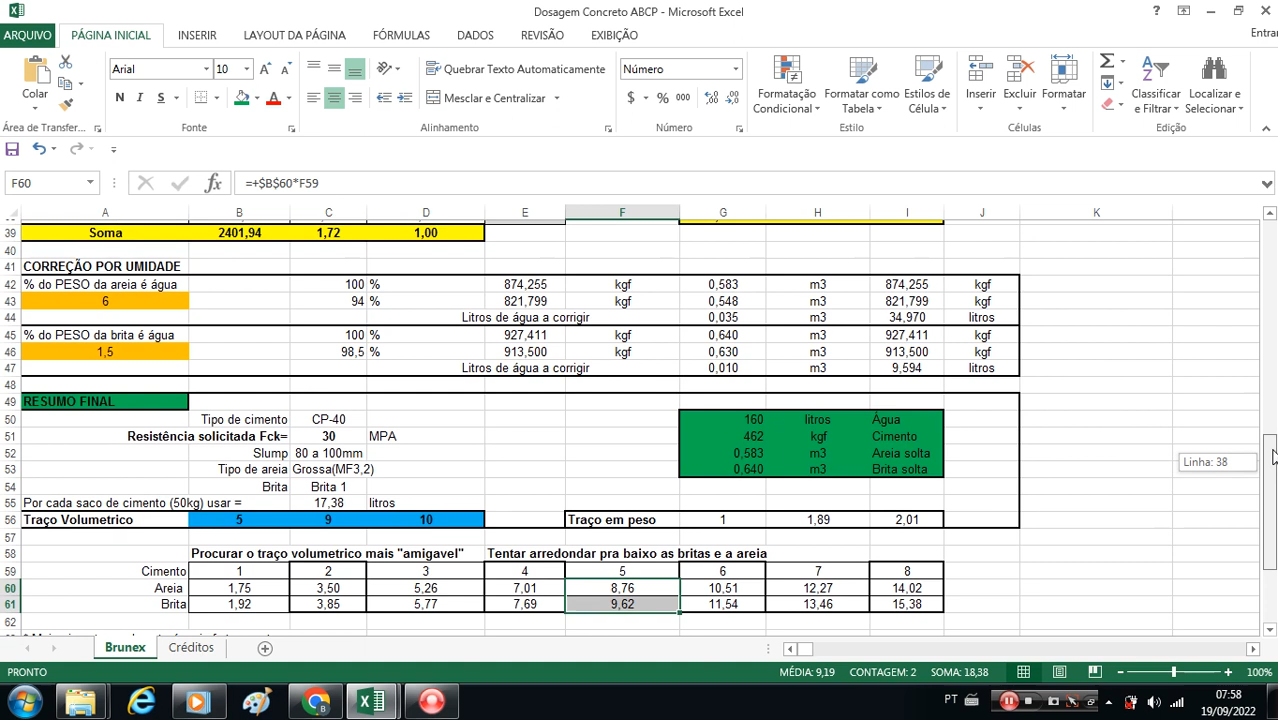 Dosagem Concreto ABCP - Microsoft Excel
ARQUIVO PÁGINA INICIAL INSERIR LAYOUT DA PÁGINA FÓRMULAS DADOS REVISÃO EXIBIÇÃO Entrar
Colar
Arial 10
N I S
Quebrar Texto Automaticamente
Mesclar e Centralizar
Número
$ % 000
Formatação Condicional
Formatar como Tabela
Estilos de Célula
Inserir Excluir Formatar
Classificar e Filtrar
Localizar e Selecionar
Área de Transfer... Fonte Alinhamento Número Estilo Células Edição
F60 =+$B$60*F59
A B C D E F G H I J K
39 Soma 2401,94 1,72 1,00
40
41 CORREÇÃO POR UMIDADE
42 % do PESO da areia é água 100 % 874,255 kgf 0,583 m3 874,255 kgf
43 6 94 % 821,799 kgf 0,548 m3 821,799 kgf
44 Litros de água a corrigir 0,035 m3 34,970 litros
45 % do PESO da brita é água 100 % 927,411 kgf 0,640 m3 927,411 kgf
46 1,5 98,5 % 913,500 kgf 0,630 m3 913,500 kgf
47 Litros de água a corrigir 0,010 m3 9,594 litros
48
49 RESUMO FINAL
50 Tipo de cimento CP-40 160 litros Água
51 Resistência solicitada Fck= 30 MPA 462 kgf Cimento
52 Slump 80 a 100mm 0,583 m3 Areia solta
53 Tipo de areia Grossa(MF3,2) 0,640 m3 Brita solta
54 Brita Brita 1
55 Por cada saco de cimento (50kg) usar = 17,38 litros
56 Traço Volumetrico 5 9 10 Traço em peso 1 1,89 2,01
57
58 Procurar o traço volumetrico mais "amigavel" Tentar arredondar pra baixo as britas e a areia
59 Cimento 1 2 3 4 5 6 7 8
60 Areia 1,75 3,50 5,26 7,01 8,76 10,51 12,27 14,02
61 Brita 1,92 3,85 5,77 7,69 9,62 11,54 13,46 15,38
62
Linha: 38
Brunex Créditos
PRONTO MÉDIA: 9,19 CONTAGEM: 2 SOMA: 18,38 100%
PT 07:58
19/09/2022